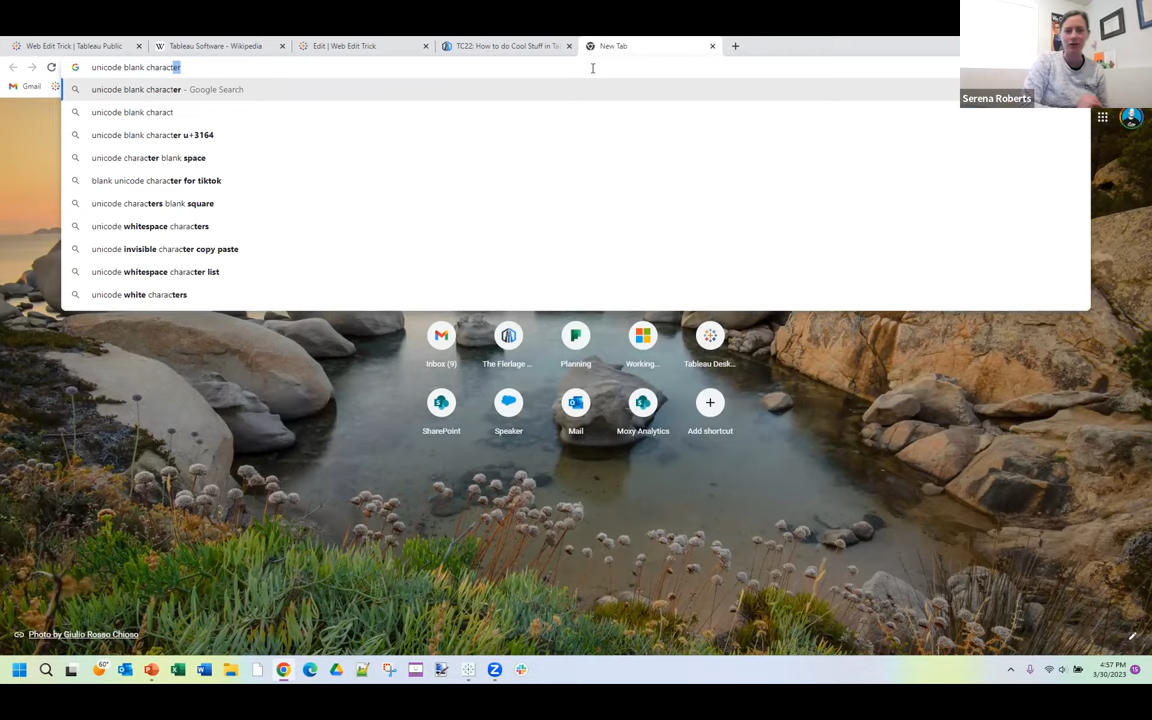 Web Edit Trick | Tableau Public
Tableau Software - Wikipedia
Edit | Web Edit Trick
TC22: How to do Cool Stuff in Ta
New Tab
unicode blank character
Gmail
unicode blank character - Google Search
unicode blank charact
unicode blank character u+3164
unicode character blank space
blank unicode character for tiktok
unicode characters blank square
unicode whitespace characters
unicode invisible character copy paste
unicode whitespace character list
unicode white characters
Serena Roberts
Inbox (9)
The Flerlage ...
Planning
Working...
Tableau Desk...
SharePoint
Speaker
Mail
Moxy Analytics
Add shortcut
Photo by Giulio Rosso Chioso
60°
4:57 PM
3/30/2023
15